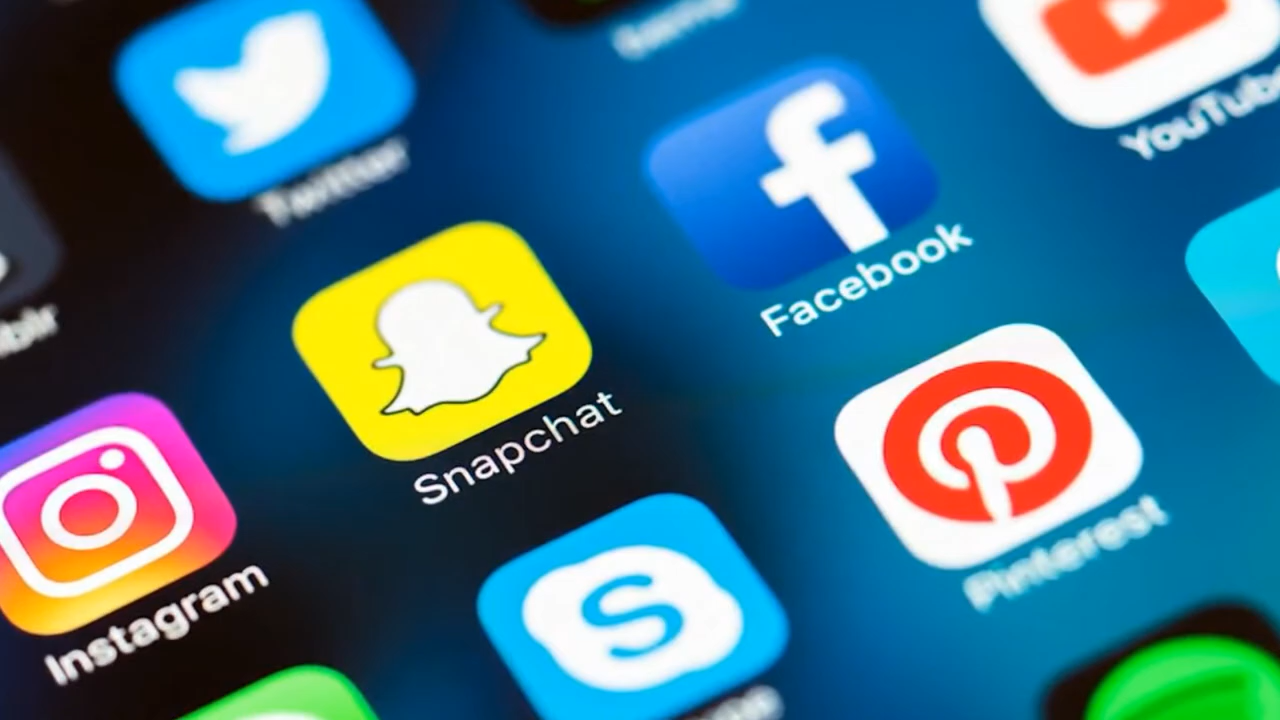 Twitter
YouTube
Facebook
Snapchat
Pinterest
Instagram